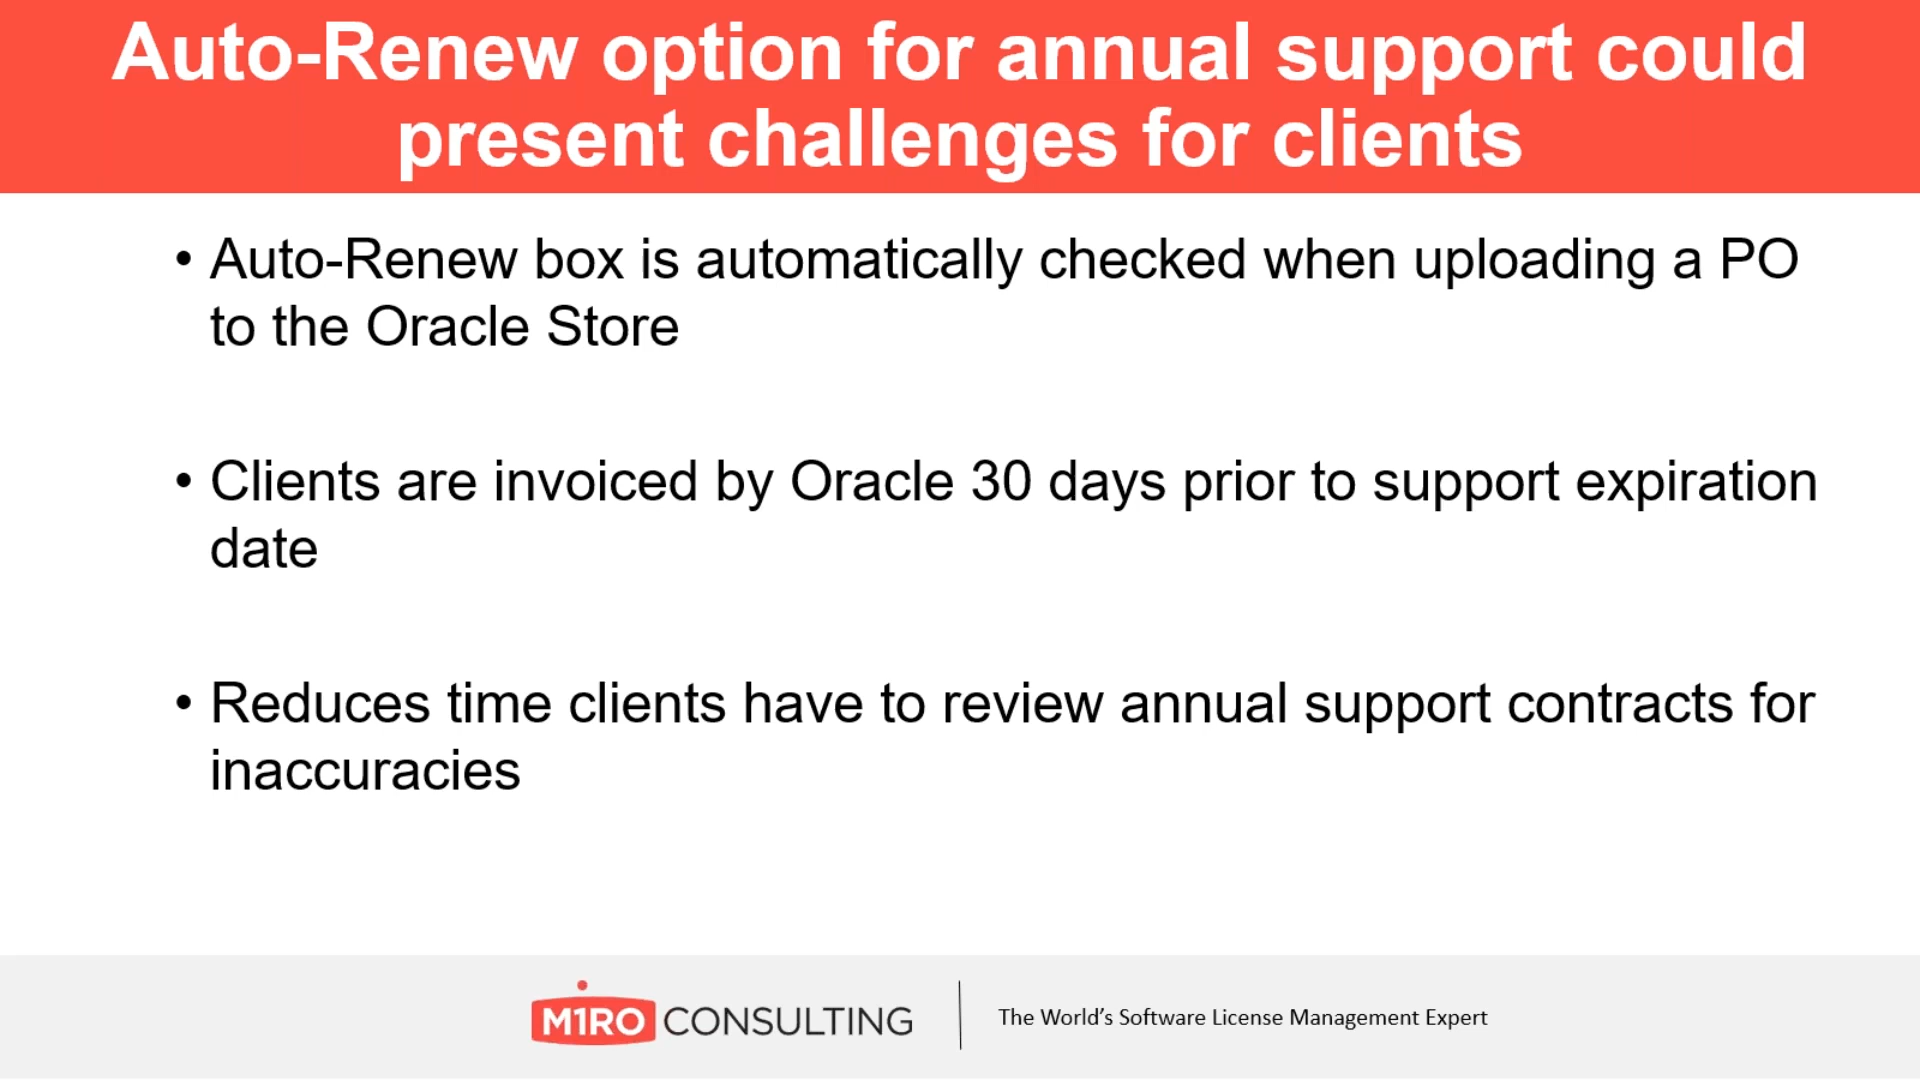 Auto-Renew option for annual support could
present challenges for clients
• Auto-Renew box is automatically checked when uploading a PO
to the Oracle Store
• Clients are invoiced by Oracle 30 days prior to support expiration
date
• Reduces time clients have to review annual support contracts for
inaccuracies
M1RO CONSULTING
The World's Software License Management Expert